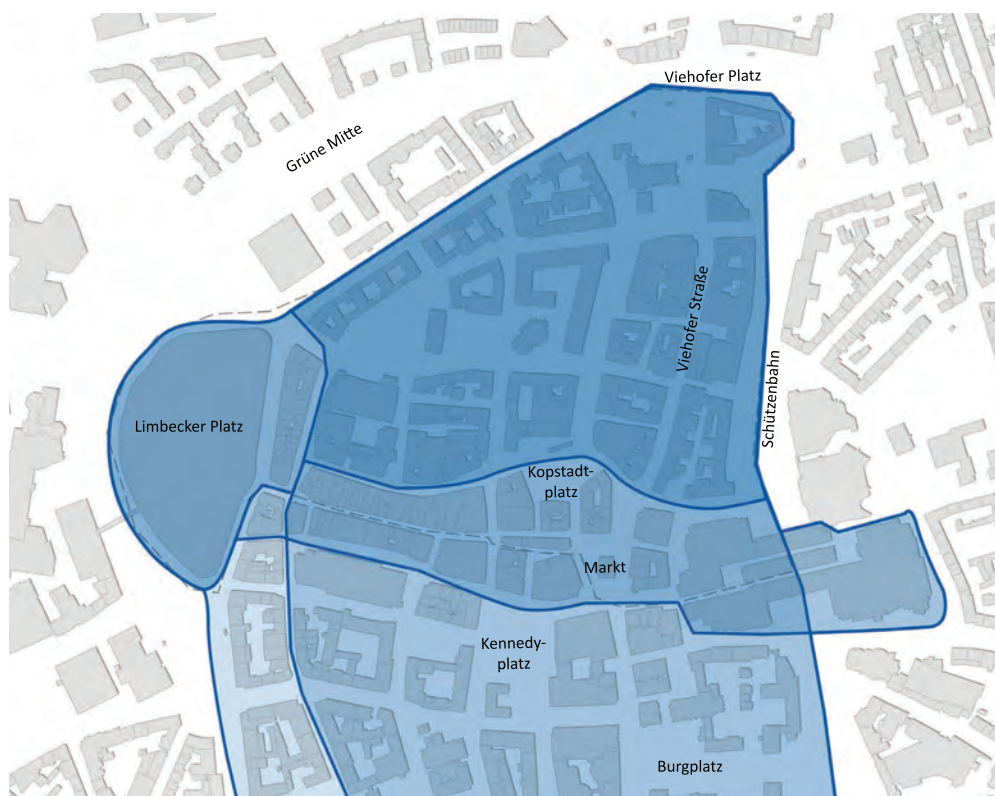 Viehofer Platz
Grüne Mitte
Viehofer Straße
Schützenbahn
Limbecker Platz
Kopstadt-
platz
Markt
Kennedy-
platz
Burgplatz